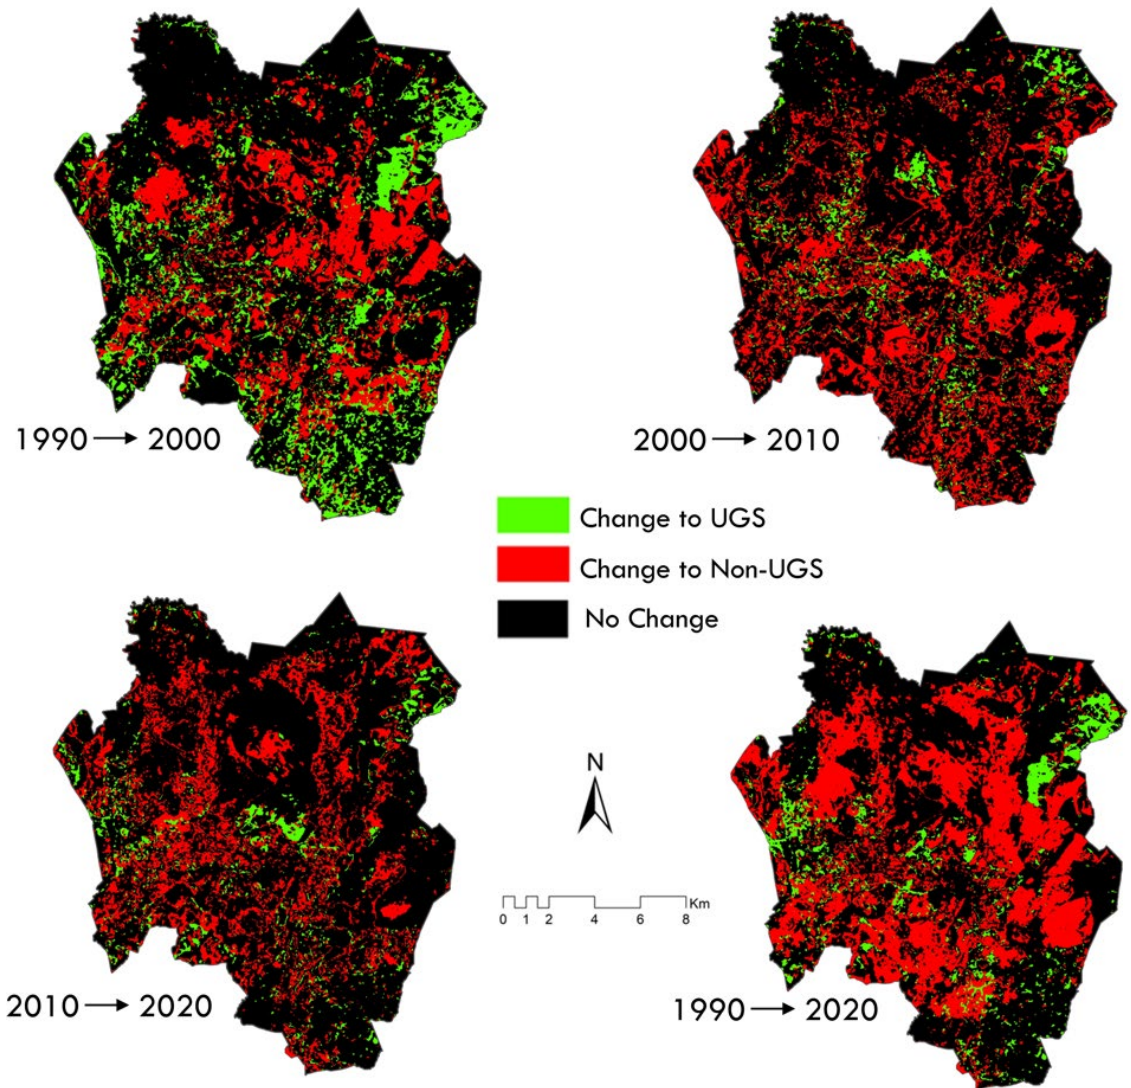 1990 → 2000
2000 → 2010
Change to UGS
Change to Non-UGS
No Change
N
Km
0 1 2 4 6 8
2010 → 2020
1990 → 2020